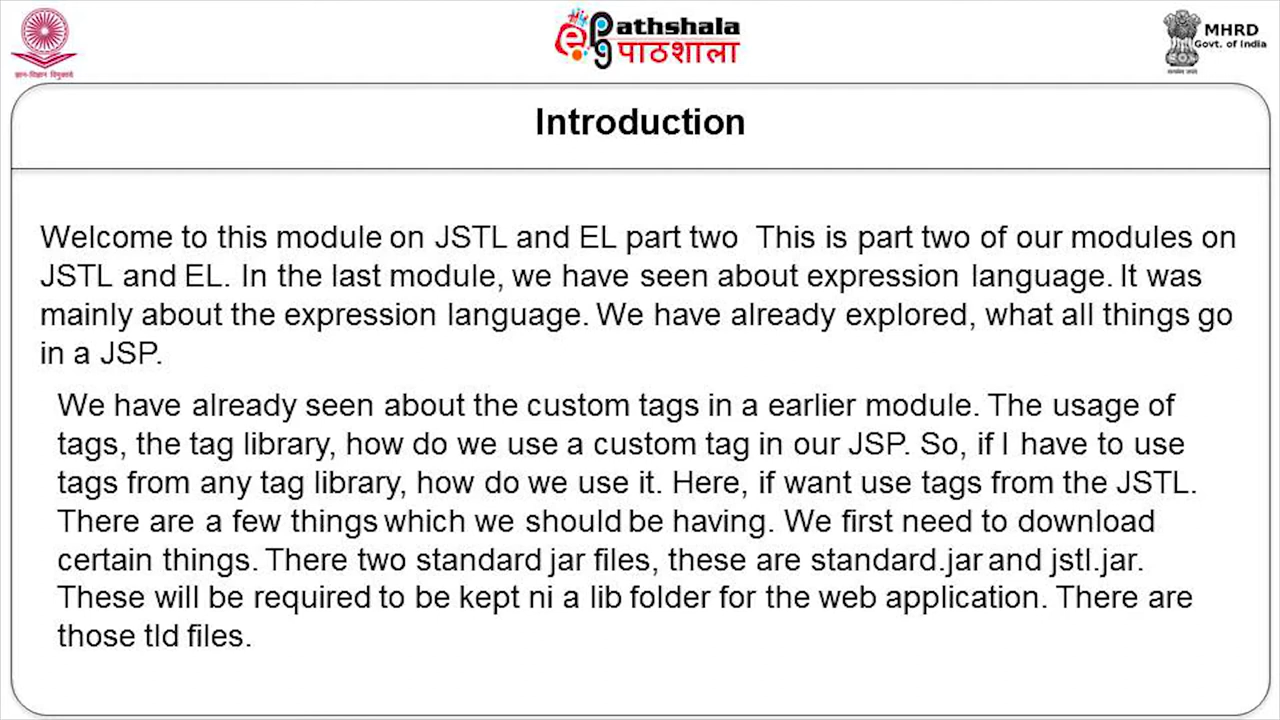 ज्ञान-विज्ञान विमुक्तये
Pathshala
पाठशाला
MHRD
Govt. of India
Introduction
Welcome to this module on JSTL and EL part two  This is part two of our modules on
JSTL and EL. In the last module, we have seen about expression language. It was
mainly about the expression language. We have already explored, what all things go
in a JSP.
We have already seen about the custom tags in a earlier module. The usage of
tags, the tag library, how do we use a custom tag in our JSP. So, if I have to use
tags from any tag library, how do we use it. Here, if want use tags from the JSTL.
There are a few things which we should be having. We first need to download
certain things. There two standard jar files, these are standard.jar and jstl.jar.
These will be required to be kept ni a lib folder for the web application. There are
those tld files.